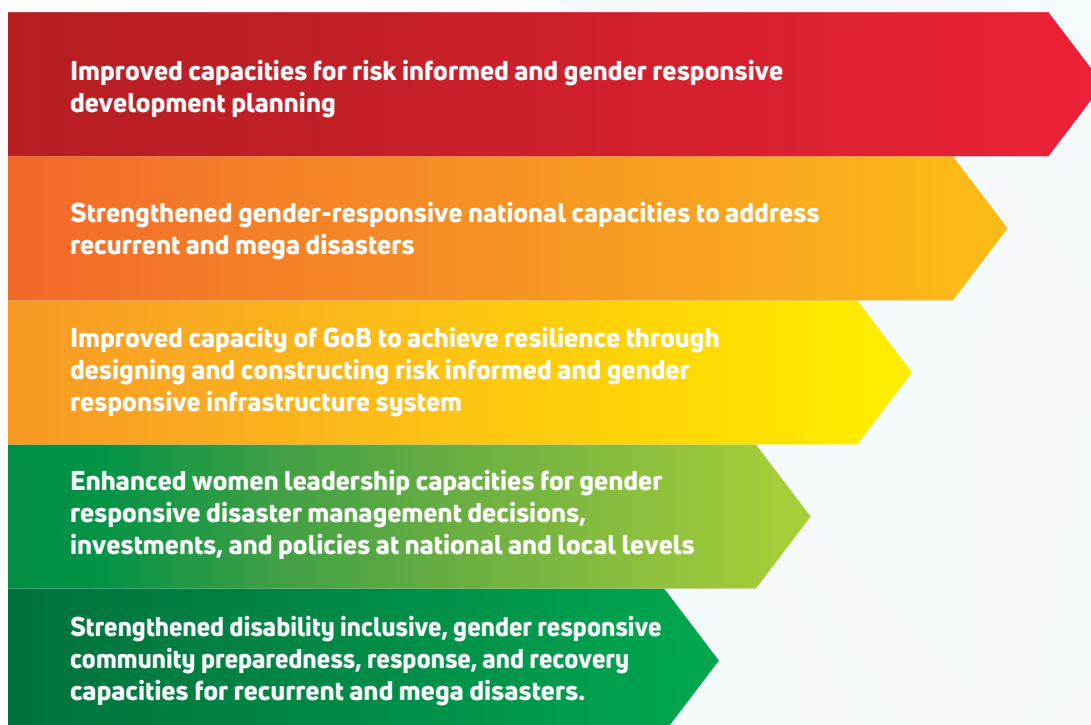 Improved capacities for risk informed and gender responsive
development planning
Strengthened gender-responsive national capacities to address
recurrent and mega disasters
Improved capacity of GoB to achieve resilience through
designing and constructing risk informed and gender
responsive infrastructure system
Enhanced women leadership capacities for gender
responsive disaster management decisions,
investments, and policies at national and local levels
Strengthened disability inclusive, gender responsive
community preparedness, response, and recovery
capacities for recurrent and mega disasters.